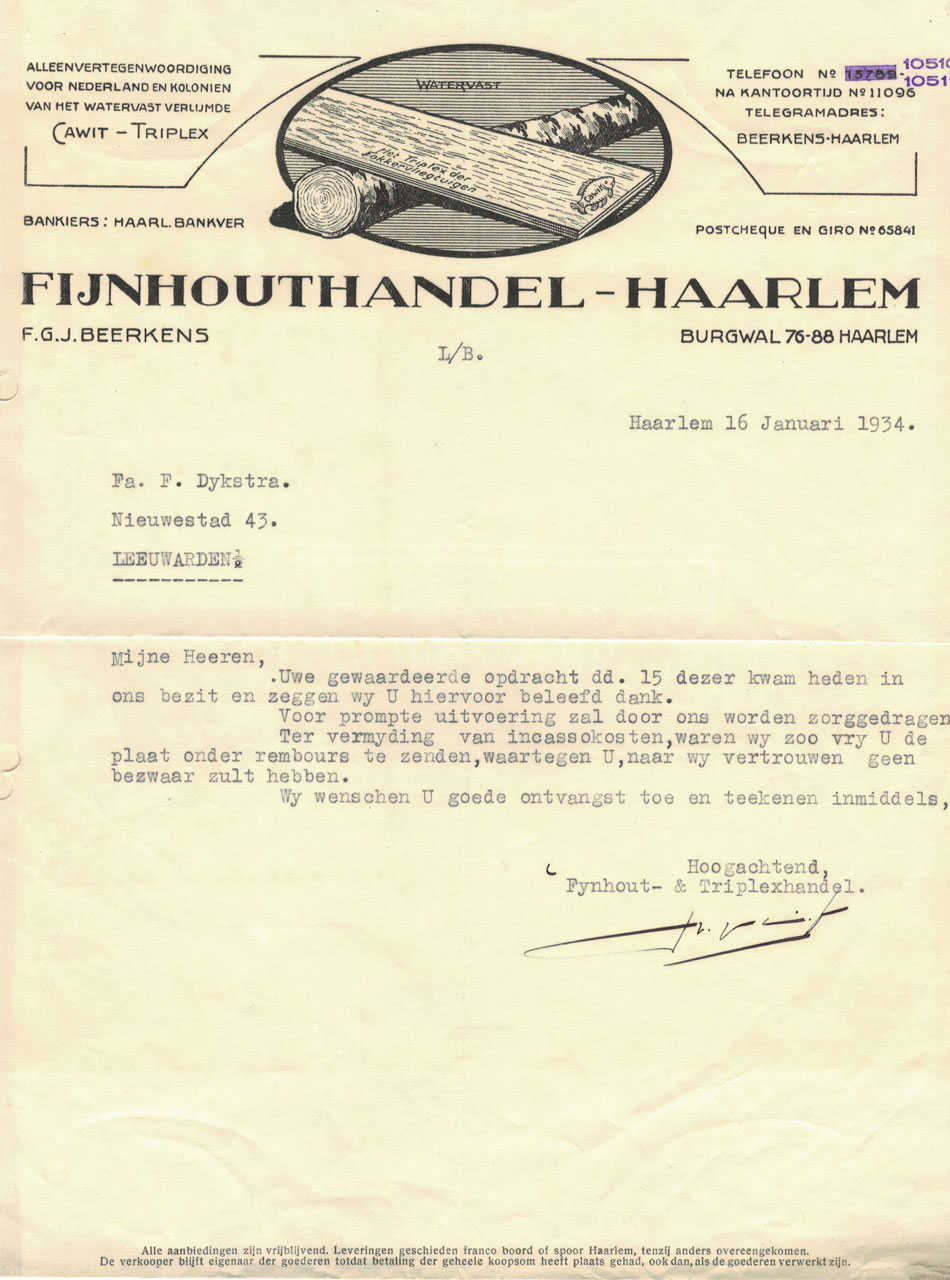 ALLEENVERTEGENWOORDIGING
VOOR NEDERLAND EN KOLONIEN
VAN HET WATERVAST VERLIJMDE
CAWIT - TRIPLEX
BANKIERS: HAARL. BANKVER
WATERVAST
Het Triplex der
Fokkervliegtuigen
CAWIT
TELEFOON Nº 15789.
10510
1051
NA KANTOORTIJD Nº 11096
TELEGRAMADRES:
BEERKENS-HAARLEM
POSTCHEQUE EN GIRO Nº 65841
FIJNHOUTHANDEL - HAARLEM
F.G.J. BEERKENS
BURGWAL 76-88 HAARLEM
L/B.
Haarlem 16 Januari 1934.
Fa. F. Dykstra.
Nieuwestad 43.
LEEUWARDEN
-----------
Mijne Heeren,
.Uwe gewaardeerde opdracht dd. 15 dezer kwam heden in
ons bezit en zeggen wy U hiervoor beleefd dank.
Voor prompte uitvoering zal door ons worden zorggedragen
Ter vermyding van incassokosten,waren wy zoo vry U de
plaat onder rembours te zenden,waartegen U,naar wy vertrouwen geen
bezwaar zult hebben.
Wy wenschen U goede ontvangst toe en teekenen inmiddels,
Hoogachtend,
Fynhout- & Triplexhandel.
Alle aanbiedingen zijn vrijblijvend. Leveringen geschieden franco boord of spoor Haarlem, tenzij anders overeengekomen.
De verkooper blijft eigenaar der goederen totdat betaling der geheele koopsom heeft plaats gehad, ook dan, als de goederen verwerkt zijn.